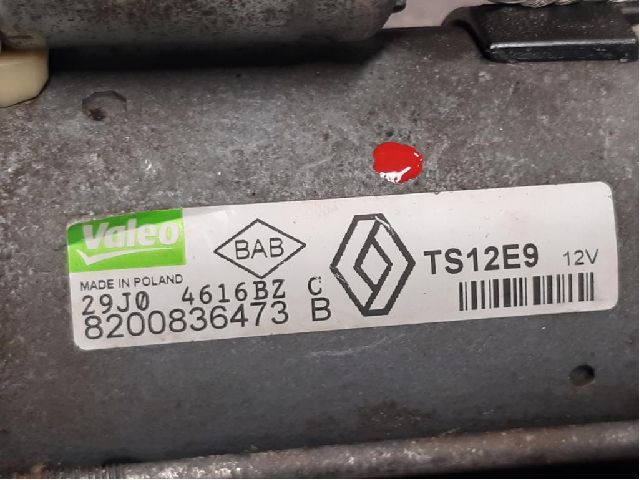 Valeo
BAB
TS12E9 12V
MADE IN POLAND
29J0 4616BZ C
8200836473 B